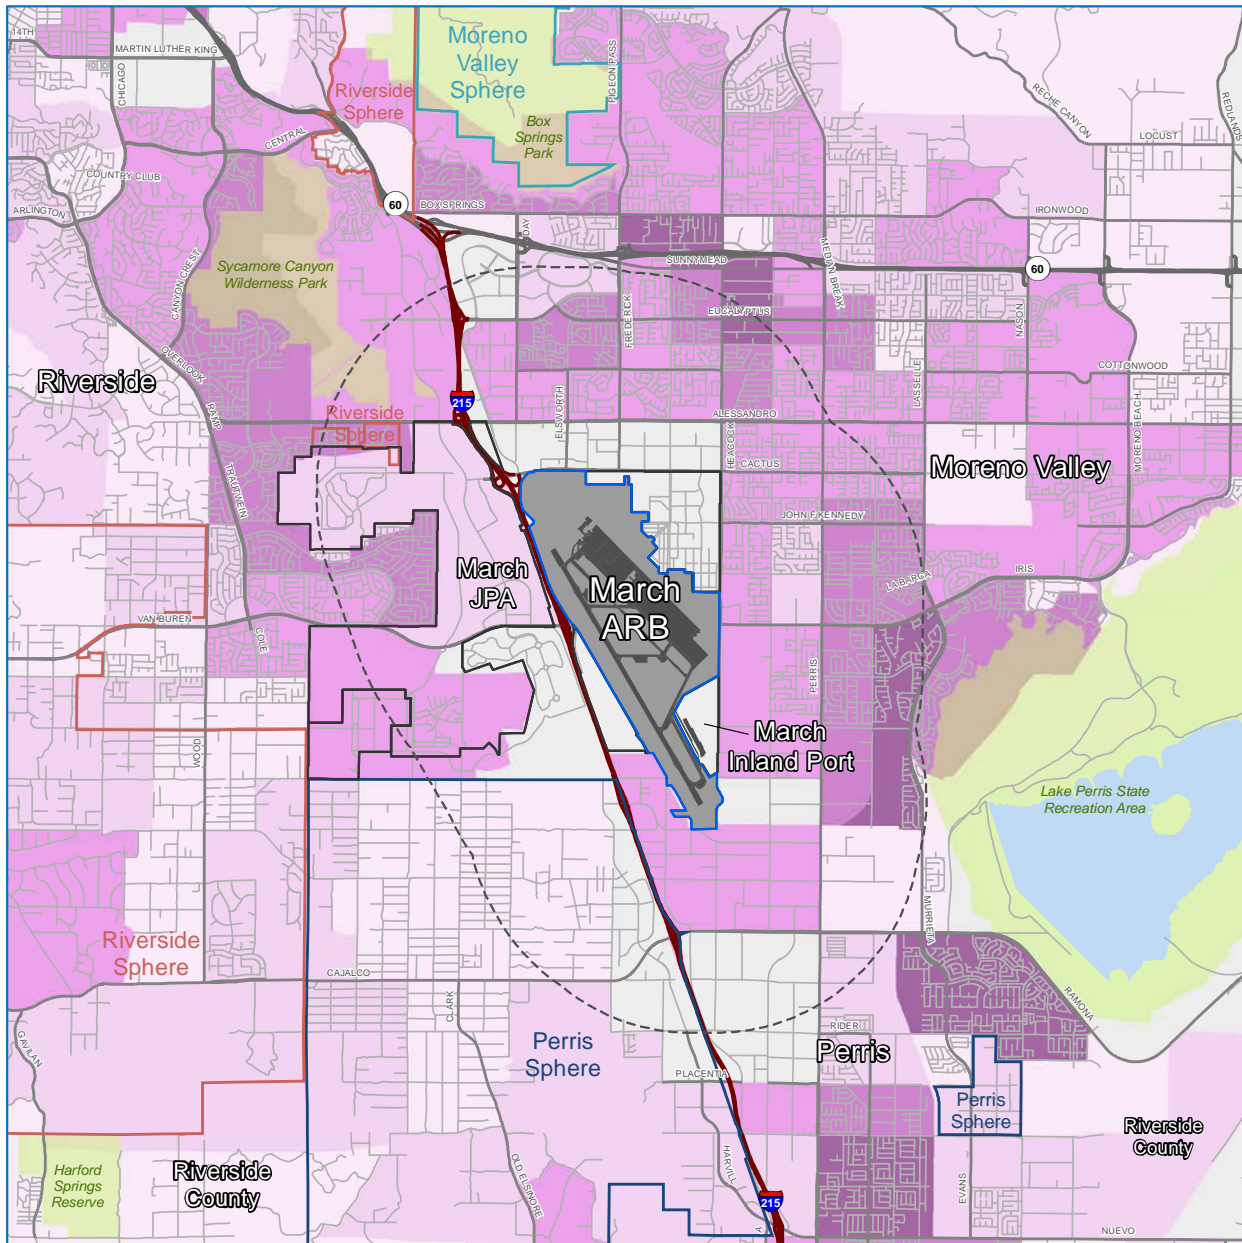 14TH
MARTIN LUTHER KING
CHICAGO
Moreno
Valley
Sphere
PIGEON PASS
Riverside
Sphere
Box
Springs
Park
RECHE CANYON
REDLANDS
LOCUST
CENTRAL
COUNTRY CLUB
ARLINGTON
60
BOX SPRINGS
DAY
IRONWOOD
CANYON CREST
Sycamore Canyon
Wilderness Park
SUNNYMEAD
MEDIAN BREAK
60
FREDERICK
EUCALYPTUS
NASON
OVERLOOK
Riverside
LASSELLE
COTTONWOOD
215
ELSWORTH
RAMP
Riverside
Sphere
ALESSANDRO
HEACOCK
MORENO BEACH
CACTUS
Moreno Valley
TRAUTWEIN
JOHN F KENNEDY
March
JPA
March
ARB
LA BARCA
IRIS
VAN BUREN
COLE
PERRIS
WOOD
March
Inland Port
Lake Perris State
Recreation Area
MURRIETA
Riverside
Sphere
CAJALCO
CLARK
RAMONA
GAVILAN
RIDER
Perris
Sphere
Perris
PLACENTIA
Perris
Sphere
Riverside
County
Harford
Springs
Reserve
Riverside
County
OLD ELSINORE
HARVILL
EVANS
215
A
NUEVO